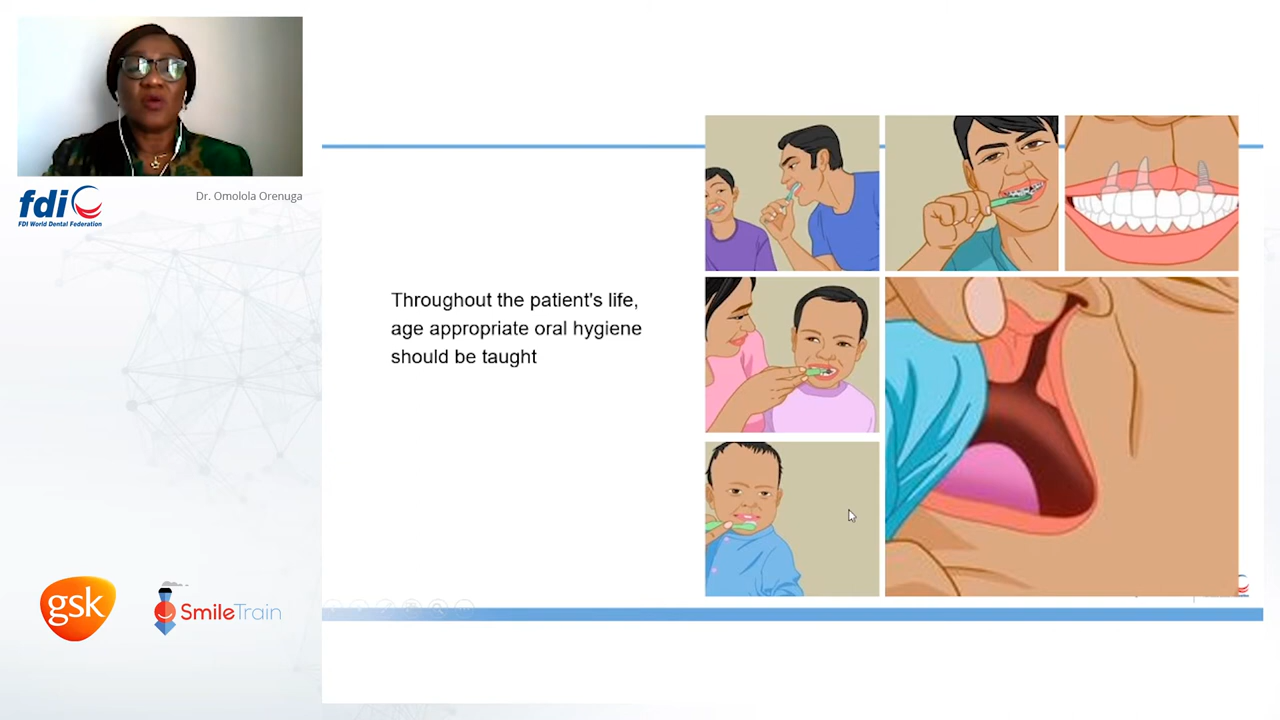 fdi
FDI World Dental Federation
Dr. Omolola Orenuga
Throughout the patient's life,
age appropriate oral hygiene
should be taught
gsk
SmileTrain